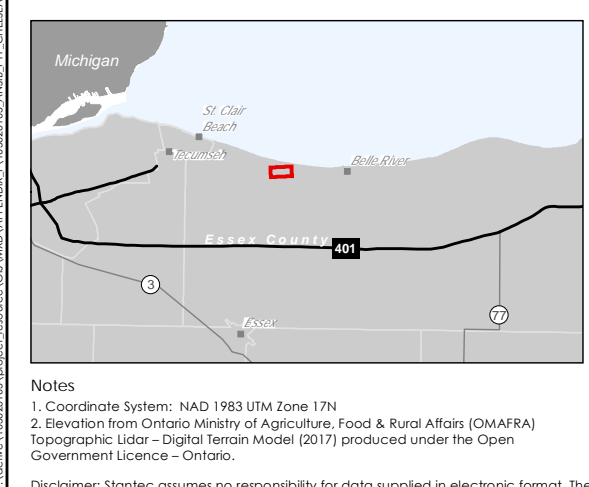 Michigan
St. Clair
Beach
Tecumseh
Belle River
Essex County
401
3
77
Essex
Notes
1. Coordinate System: NAD 1983 UTM Zone 17N
2. Elevation from Ontario Ministry of Agriculture, Food & Rural Affairs (OMAFRA)
Topographic Lidar – Digital Terrain Model (2017) produced under the Open
Government Licence – Ontario.
Disclaimer: Stantec assumes no responsibility for data supplied in electronic format. The